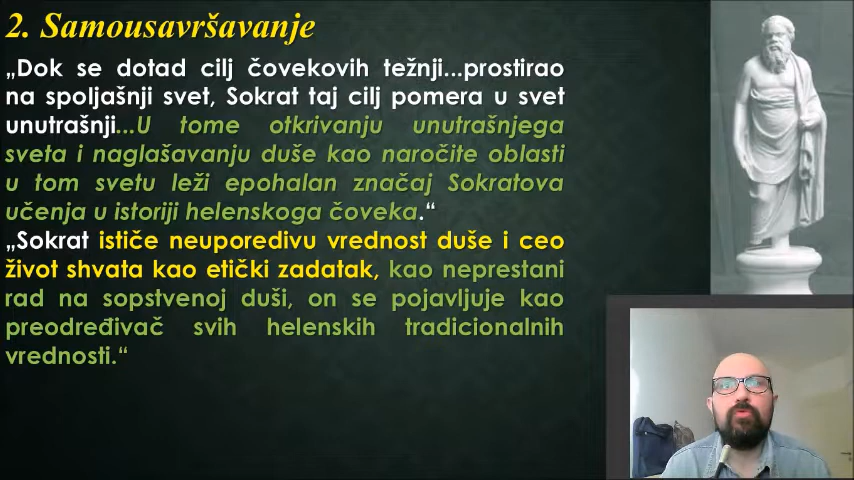 2. Samousavršavanje
„Dok se dotad cilj čovekovih težnji...prostirao
na spoljašnji svet, Sokrat taj cilj pomera u svet
unutrašnji...U tome otkrivanju unutrašnjega
sveta i naglašavanju duše kao naročite oblasti
u tom svetu leži epohalan značaj Sokratova
učenja u istoriji helenskoga čoveka.“
„Sokrat ističe neuporedivu vrednost duše i ceo
život shvata kao etički zadatak, kao neprestani
rad na sopstvenoj duši, on se pojavljuje kao
preodređivač svih helenskih tradicionalnih
vrednosti.“